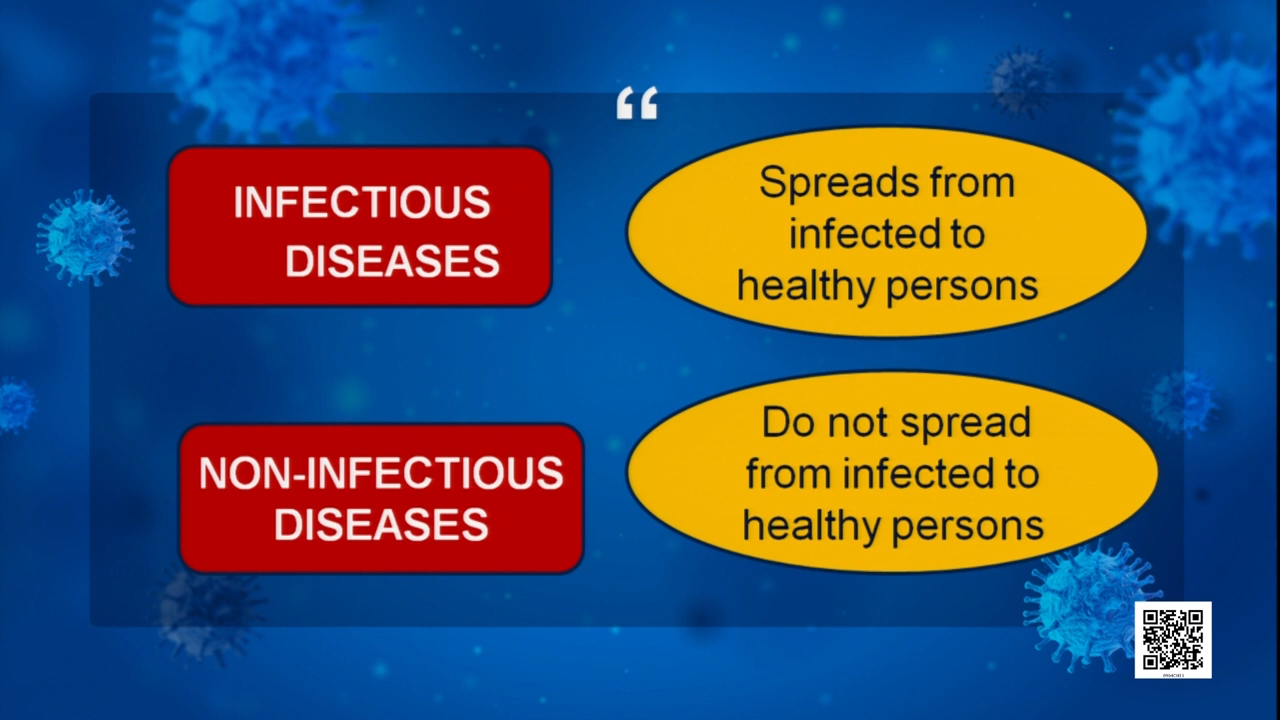 “
INFECTIOUS
DISEASES
Spreads from
infected to
healthy persons
NON-INFECTIOUS
DISEASES
Do not spread
from infected to
healthy persons